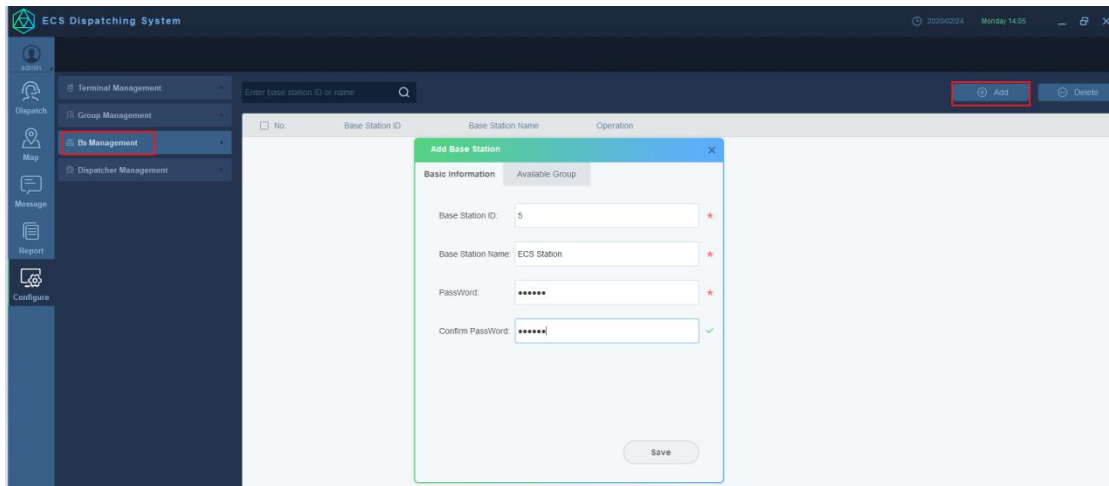 ECS Dispatching System
2020/02/24 Monday 14:05
admin
Dispatch
Map
Message
Report
Configure
Terminal Management
Group Management
Bs Management
Dispatcher Management
Enter base station ID or name
Add
Delete
No. Base Station ID Base Station Name Operation
Add Base Station
Basic Information Available Group
Base Station ID: 5 *
Base Station Name: ECS Station *
PassWord: •••••• *
Confirm PassWord: ••••••
Save